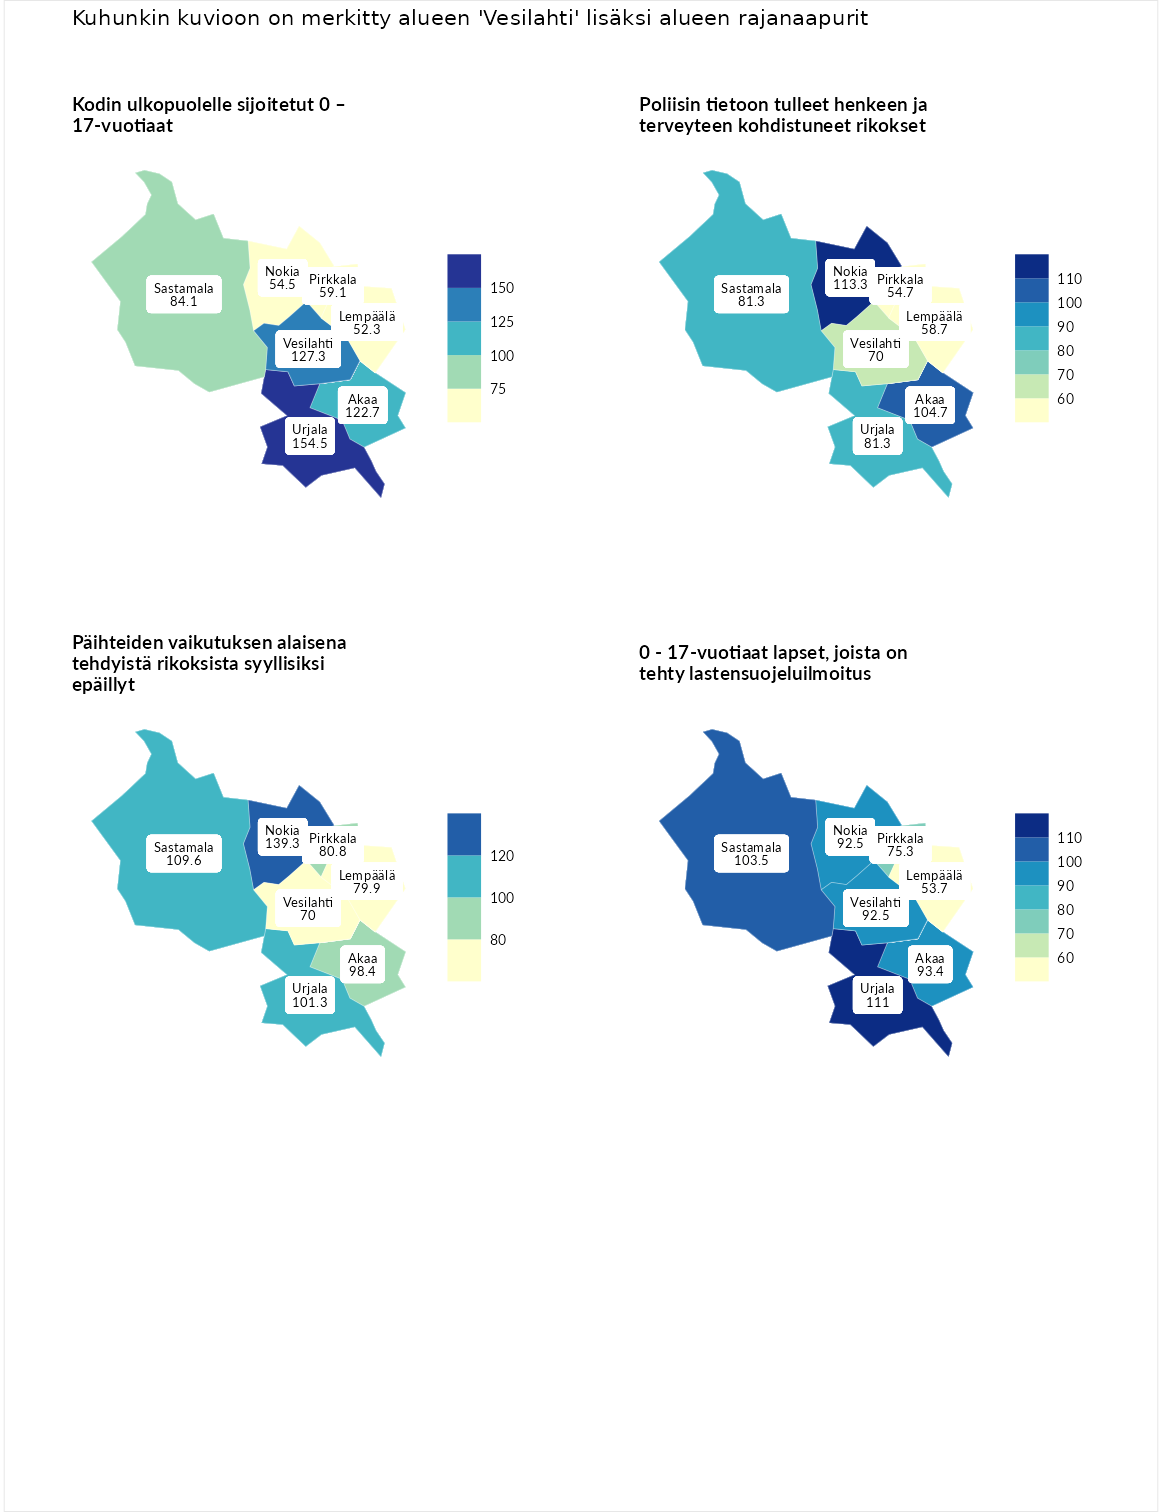 Kuhunkin kuvioon on merkitty alueen 'Vesilahti' lisäksi alueen rajanaapurit
Kodin ulkopuolelle sijoitetut 0 –
17-vuotiaat
Sastamala
84.1
Nokia
54.5
Pirkkala
59.1
Lempäälä
52.3
Vesilahti
127.3
Akaa
122.7
Urjala
154.5
150
125
100
75
Poliisin tietoon tulleet henkeen ja
terveyteen kohdistuneet rikokset
Sastamala
81.3
Nokia
113.3
Pirkkala
54.7
Lempäälä
58.7
Vesilahti
70
Akaa
104.7
Urjala
81.3
110
100
90
80
70
60
Päihteiden vaikutuksen alaisena
tehdyistä rikoksista syyllisiksi
epäillyt
Sastamala
109.6
Nokia
139.3
Pirkkala
80.8
Lempäälä
79.9
Vesilahti
70
Akaa
98.4
Urjala
101.3
120
100
80
0 - 17-vuotiaat lapset, joista on
tehty lastensuojeluilmoitus
Sastamala
103.5
Nokia
92.5
Pirkkala
75.3
Lempäälä
53.7
Vesilahti
92.5
Akaa
93.4
Urjala
111
110
100
90
80
70
60